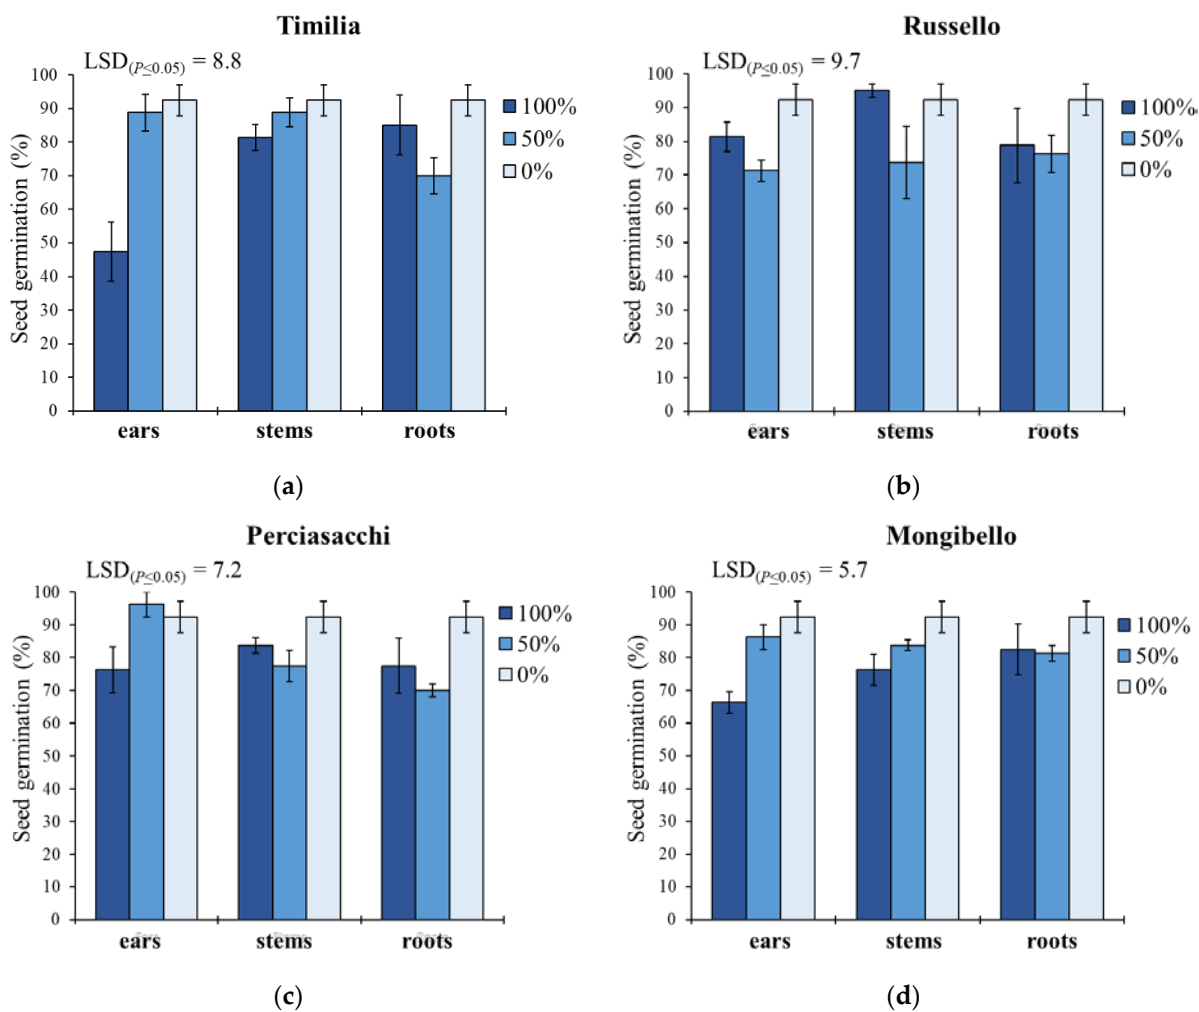 Timilia
LSD(P≤0.05) = 8.8
Seed germination (%)
100
90
80
70
60
50
40
30
20
10
0
100%
50%
0%
ears stems roots
(a)
Russello
LSD(P≤0.05) = 9.7
Seed germination (%)
100
90
80
70
60
50
40
30
20
10
0
100%
50%
0%
ears stems roots
(b)
Perciasacchi
LSD(P≤0.05) = 7.2
Seed germination (%)
100
90
80
70
60
50
40
30
20
10
0
100%
50%
0%
ears stems roots
(c)
Mongibello
LSD(P≤0.05) = 5.7
Seed germination (%)
100
90
80
70
60
50
40
30
20
10
0
100%
50%
0%
ears stems roots
(d)